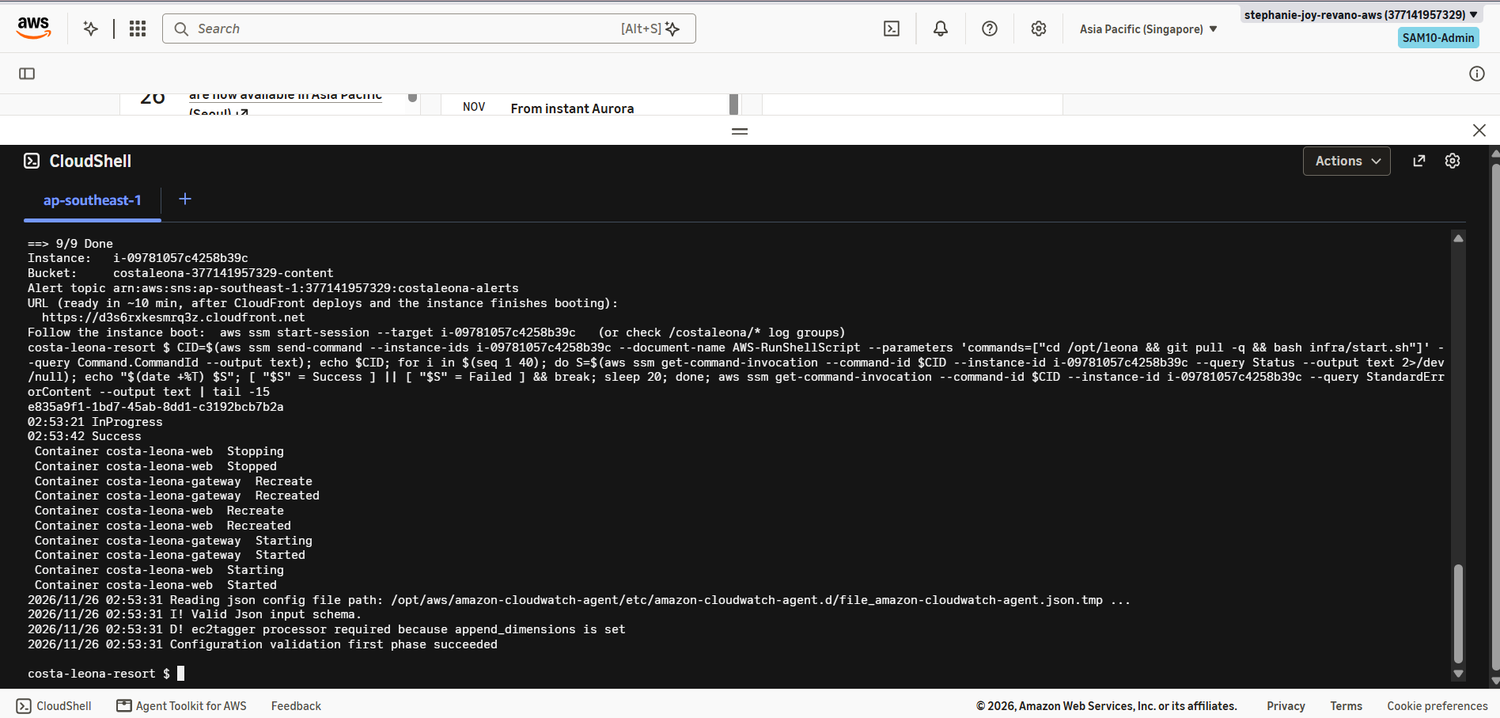 aws
Search
[Alt+S]
Asia Pacific (Singapore)
stephanie-joy-revano-aws (377141957329)
SAM10-Admin
26
are now available in Asia Pacific
(Seoul)
NOV
From instant Aurora
CloudShell
Actions
ap-southeast-1
==> 9/9 Done
Instance:   i-09781057c4258b39c
Bucket:     costaleona-377141957329-content
Alert topic arn:aws:sns:ap-southeast-1:377141957329:costaleona-alerts
URL (ready in ~10 min, after CloudFront deploys and the instance finishes booting):
  https://d3s6rxkesmrq3z.cloudfront.net
Follow the instance boot:  aws ssm start-session --target i-09781057c4258b39c   (or check /costaleona/* log groups)
costa-leona-resort $ CID=$(aws ssm send-command --instance-ids i-09781057c4258b39c --document-name AWS-RunShellScript --parameters 'commands=["cd /opt/leona && git pull -q && bash infra/start.sh"]' -
-query Command.CommandId --output text); echo $CID; for i in $(seq 1 40); do S=$(aws ssm get-command-invocation --command-id $CID --instance-id i-09781057c4258b39c --query Status --output text 2>/dev
/null); echo "$(date +%T) $S"; [ "$S" = Success ] || [ "$S" = Failed ] && break; sleep 20; done; aws ssm get-command-invocation --command-id $CID --instance-id i-09781057c4258b39c --query StandardErr
orContent --output text | tail -15
e835a9f1-1bd7-45ab-8dd1-c3192bcb7b2a
02:53:21 InProgress
02:53:42 Success
 Container costa-leona-web  Stopping
 Container costa-leona-web  Stopped
 Container costa-leona-gateway  Recreate
 Container costa-leona-gateway  Recreated
 Container costa-leona-web  Recreate
 Container costa-leona-web  Recreated
 Container costa-leona-gateway  Starting
 Container costa-leona-gateway  Started
 Container costa-leona-web  Starting
 Container costa-leona-web  Started
2026/11/26 02:53:31 Reading json config file path: /opt/aws/amazon-cloudwatch-agent/etc/amazon-cloudwatch-agent.d/file_amazon-cloudwatch-agent.json.tmp ...
2026/11/26 02:53:31 I! Valid Json input schema.
2026/11/26 02:53:31 D! ec2tagger processor required because append_dimensions is set
2026/11/26 02:53:31 Configuration validation first phase succeeded
costa-leona-resort $
CloudShell
Agent Toolkit for AWS
Feedback
© 2026, Amazon Web Services, Inc. or its affiliates.
Privacy
Terms
Cookie preferences